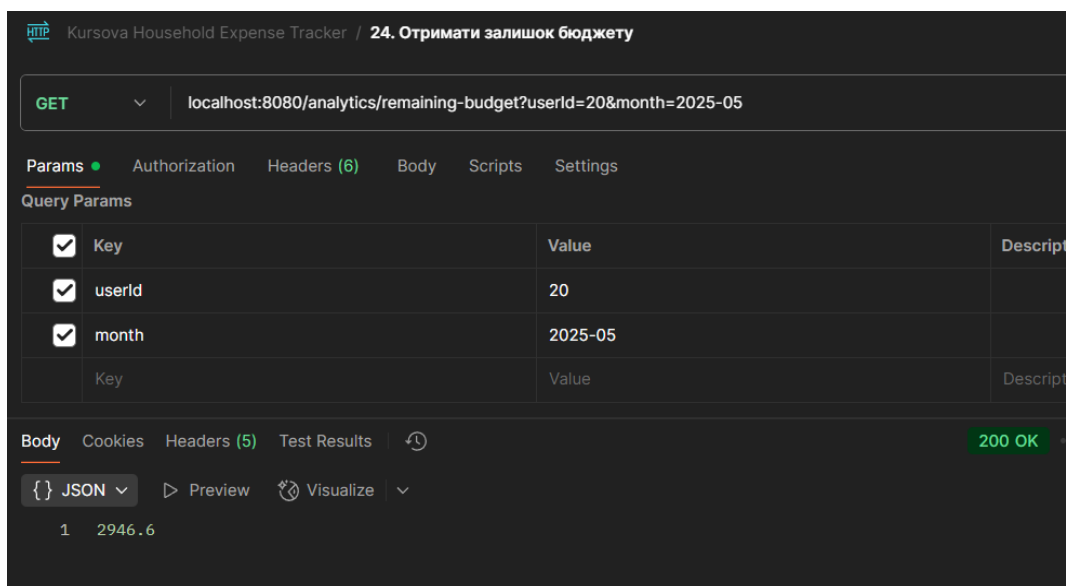 HTTP Kursova Household Expense Tracker / 24. Отримати залишок бюджету
GET localhost:8080/analytics/remaining-budget?userId=20&month=2025-05
Params Authorization Headers (6) Body Scripts Settings
Query Params
Key Value Descript
userId 20
month 2025-05
Key Value Descript
Body Cookies Headers (5) Test Results 200 OK
{} JSON Preview Visualize
1 2946.6